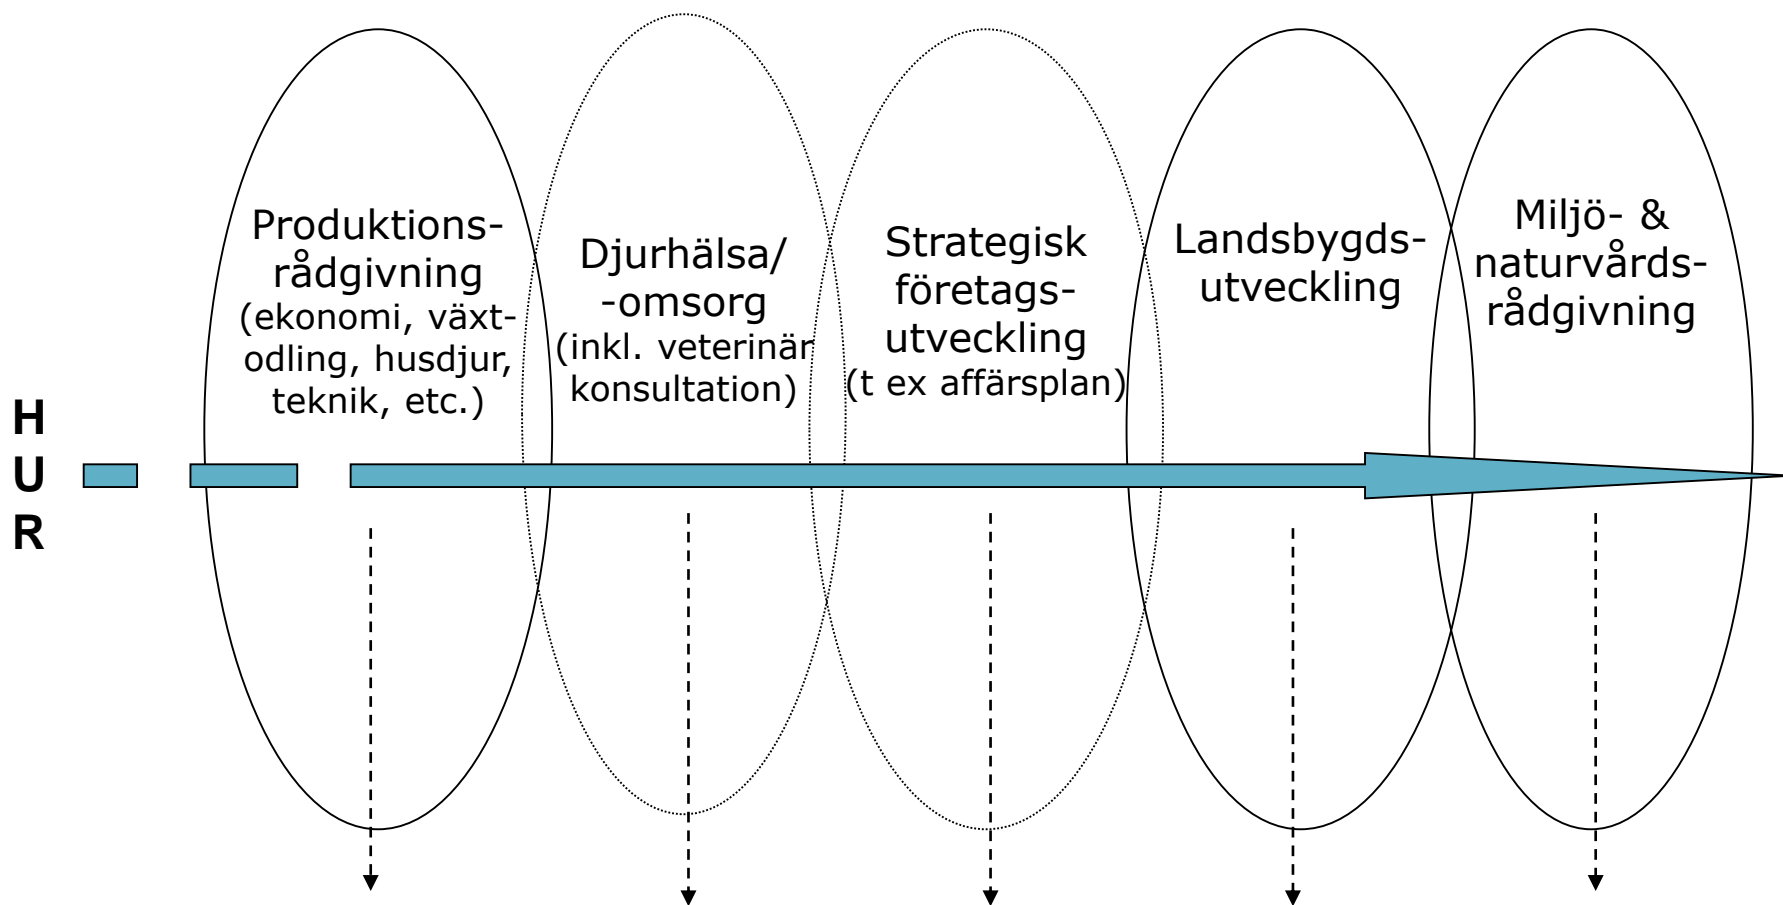 Produktions-
rådgivning
(ekonomi, växt-
odling, husdjur,
teknik, etc.)
Djurhälsa/
-omsorg
(inkl. veterinär
konsultation)
Strategisk
företags-
utveckling
(t ex affärsplan)
Landsbygds-
utveckling
Miljö- &
naturvårds-
rådgivning
H
U
R